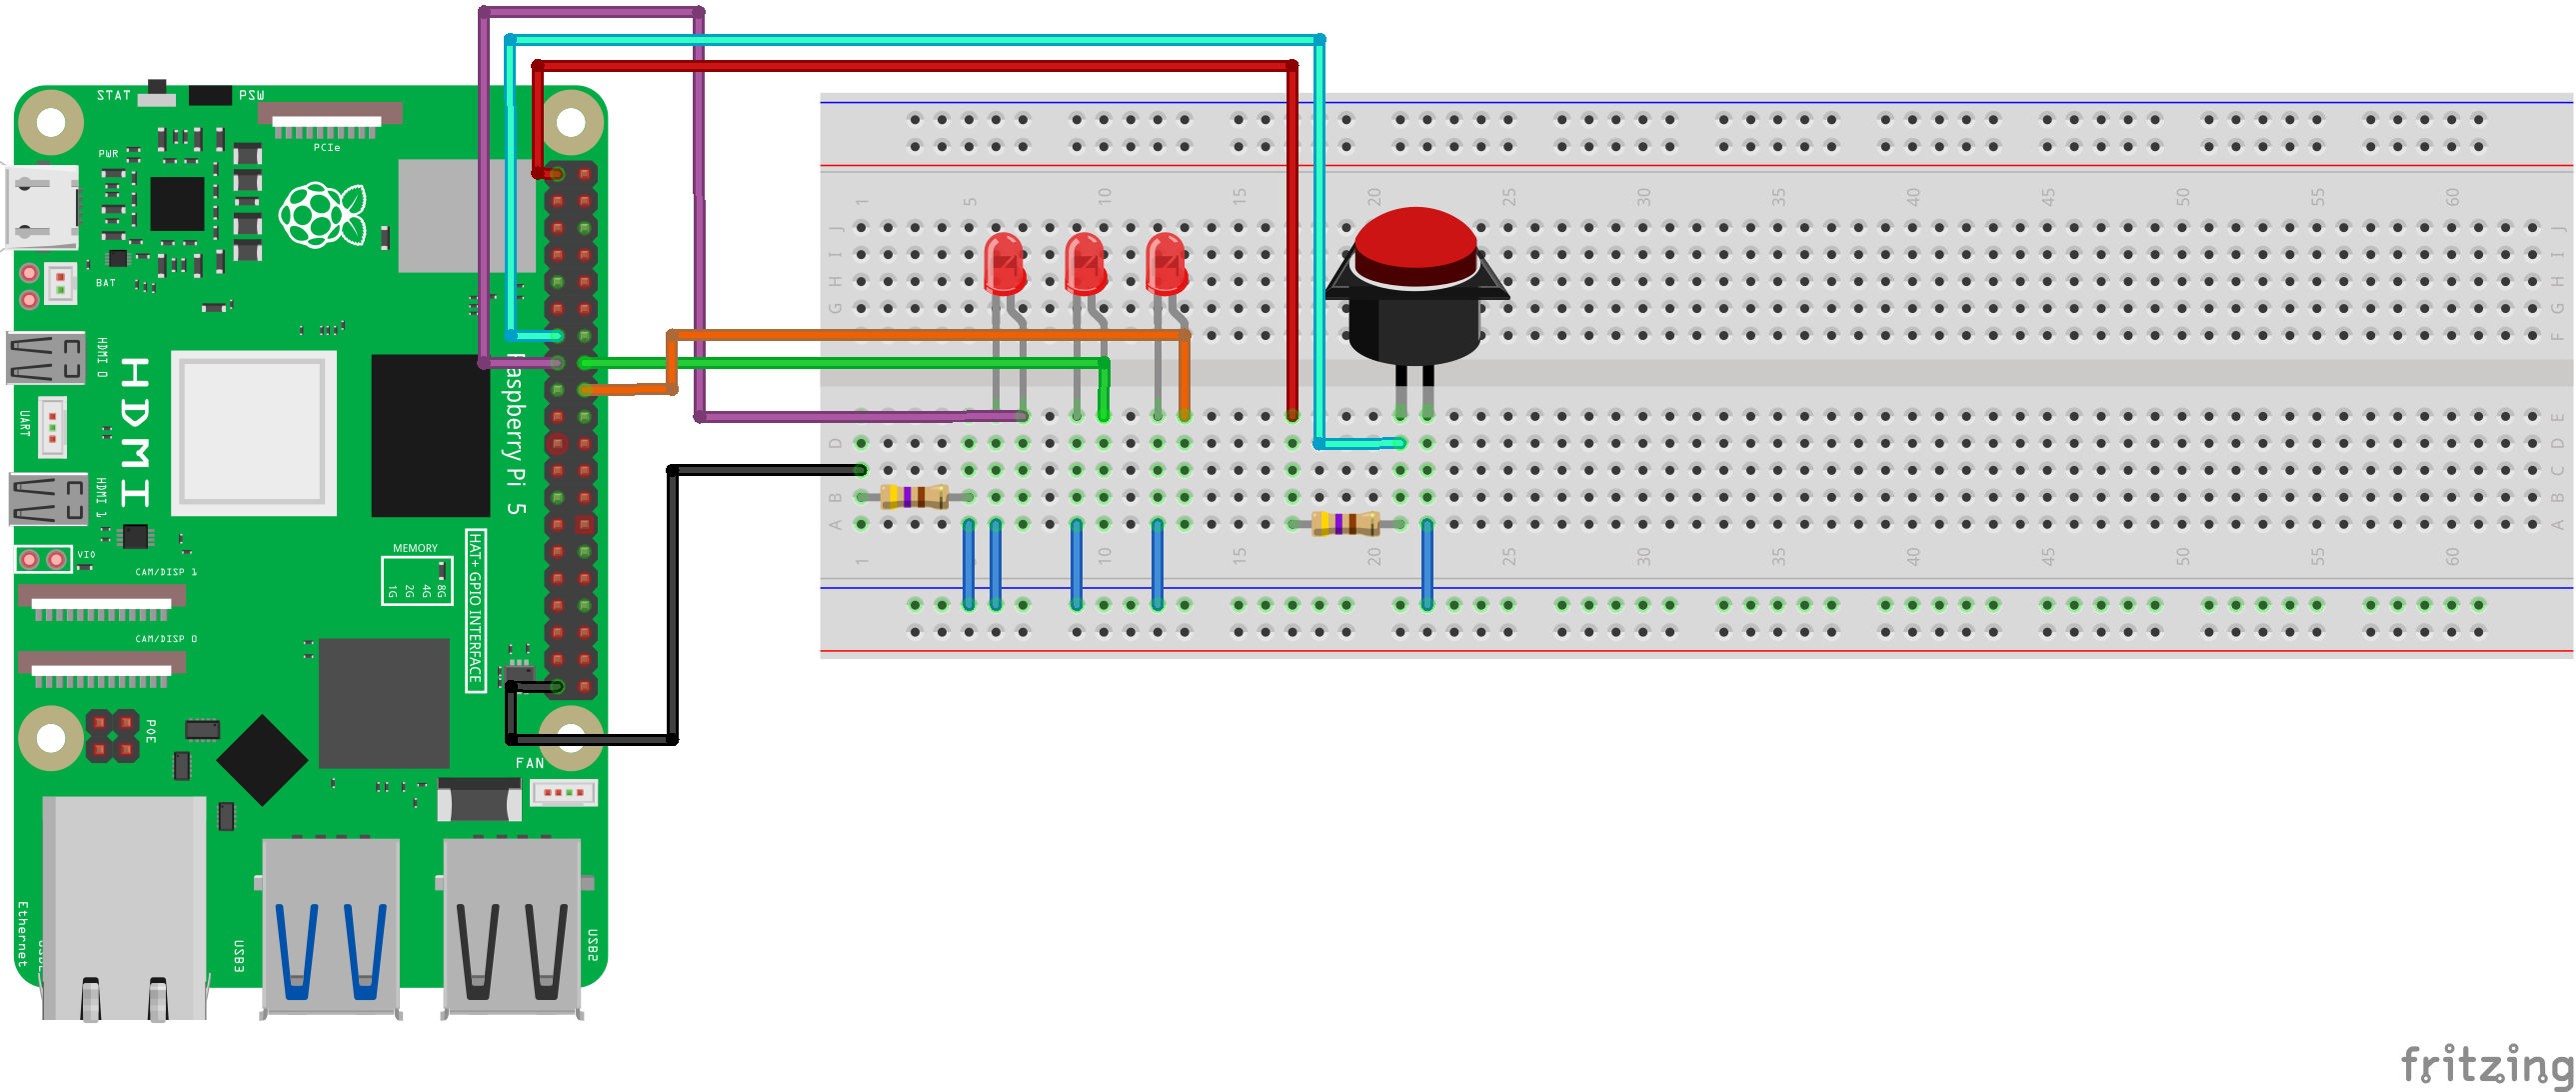 STAT
PSW
PCIe
PWR
BAT
HDMI 0
HDMI
UART
HDMI 1
Raspberry Pi 5
VIO
MEMORY
1G 2G 4G 8G
HAT+ GPIO INTERFACE
CAM/DISP 1
CAM/DISP 0
POE
FAN
Ethernet
USB3
USB2
1 5 10 15 20 25 30 35 40 45 50 55 60
J J
I I
H H
G G
F F
E
D D
C C
B B
A A
1 10 15 20 25 30 35 40 45 50 55 60
fritzing